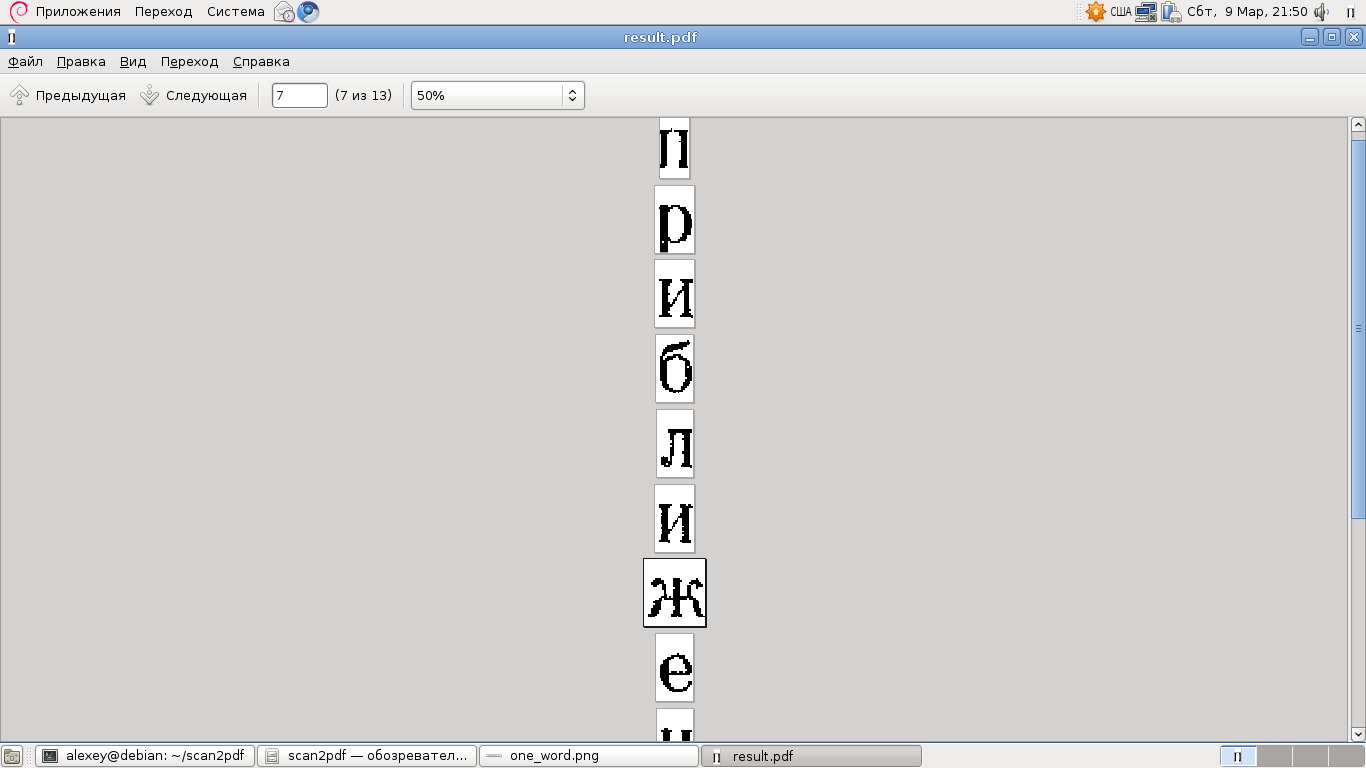 Приложения Переход Система США Сбт, 9 Мар, 21:50
result.pdf
Файл Правка Вид Переход Справка
Предыдущая Следующая 7 (7 из 13) 50%
п
р
и
б
л
и
ж
е
alexey@debian: ~/scan2pdf scan2pdf — обозревател... one_word.png result.pdf